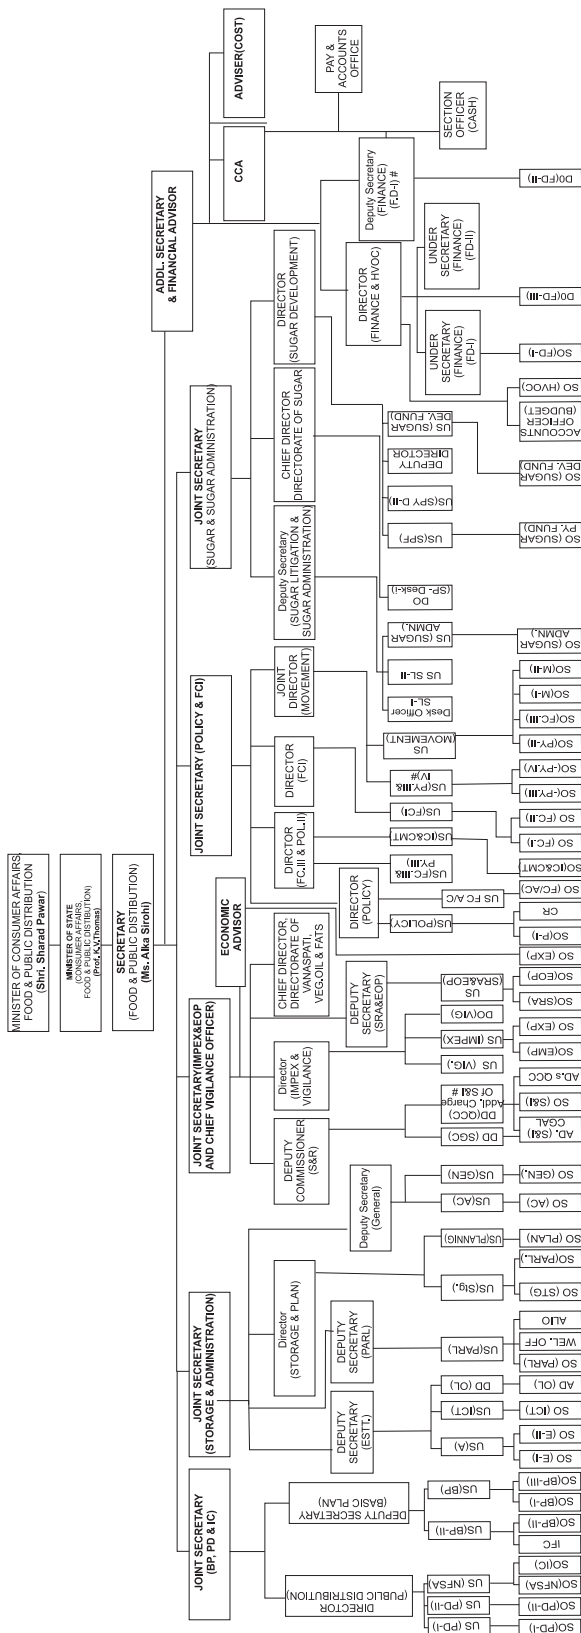 MINISTER OF CONSUMER AFFAIRS,
FOOD & PUBLIC DISTRIBUTION
(Shri. Sharad Pawar)
MINISTER OF STATE
(CONSUMER AFFAIRS,
FOOD & PUBLIC DISTIBUTION)
(Prof. K.V. Thomas)
SECRETARY
(FOOD & PUBLIC DISTIBUTION)
(Ms. Alka Sirohi)
JOINT SECRETARY
(BP, PD & IC)
JOINT SECRETARY
(STORAGE & ADMINISTRATION)
JOINT SECRETARY(IMPEX&EOP
AND CHIEF VIGILANCE OFFICER)
ECONOMIC
ADVISOR
JOINT SECRETARY (POLICY & FCI)
JOINT SECRETARY
(SUGAR & SUGAR ADMINISTRATION)
ADDL. SECRETARY
& FINANCIAL ADVISOR
CCA
ADVISER(COST)
PAY &
ACCOUNTS
OFFICE
SECTION
OFFICER
(CASH)
DIRECTOR
(PUBLIC DISTRIBUTION)
DEPUTY SECRETARY
(BASIC PLAN)
DEPUTY
SECRETARY
(ESTT.)
DEPUTY
SECRETARY
(PARL)
Director
(STORAGE & PLAN)
Deputy Secretary
(General)
DEPUTY
COMMISSIONER
(S&R)
Director
(IMPEX &
VIGILANCE)
CHIEF DIRECTOR,
DIRECTORATE OF
VANASPATI,
VEG.OIL & FATS
DEPUTY
SECRETARY
(SRA&EOP)
DIRECTOR
(POLICY)
DIRCTOR
(FC.III & POL.II)
DIRECTOR
(FCI)
JOINT
DIRECTOR
(MOVEMENT)
Deputy Secretary
(SUGAR LITIGATION &
SUGAR ADMINISTRATION)
CHIEF DIRECTOR
DIRECTORATE OF SUGAR
DIRECTOR
(SUGAR DEVELOPMENT)
DIRECTOR
(FINANCE & HVOC)
Deputy Secretary
(FINANCE)
(F.D-I) #
UNDER
SECRETARY
(FINANCE)
(FD-I)
UNDER
SECRETARY
(FINANCE)
(FD-II)
US (PD-I)
US (PD-II)
US (NFSA)
US(BP-II)
US(BP)
US(A)
US(ICT)
DD (OL)
US(PARL)
US(Stg.)
US(PLANNIG)
US(AC)
US(GEN)
DD (SGC)
DD(QCC)
Addl. Charge
Of S&I #
US (VIG.)
US (IMPEX)
DO(VIG)
US
(SRA&EOP)
US(POLICY)
US FC A/C
US(FC.III&
PY.III)
US(IC&CMT
US(FCI)
US(PY.III&
IV)#
US
(MOVEMENT)
Desk Officer
SL-I
US SL-II
US (SUGAR
ADMN.)
DO
(SP- Desk-i)
US(SPF)
US(SPY D-II)
DEPUTY
DIRECTOR
US (SUGAR
DEV. FUND)
SO(PD-I)
SO(PD-II)
SO(NFSA)
SO(IC)
IFC
SO(BP-II)
SO(BP-I)
SO(BP-III)
SO (E-I)
SO (E-II)
SO (ICT)
AD (OL)
SO (PARL)
WEL. OFF
ALIO
SO (STG)
SO(PARL.)
SO (PLAN)
SO (AC)
SO (GEN.)
AD. (S&I)
CGAL
SO (S&I)
AD.s QCC
SO(EMP)
SO (EXP)
SO(SRA)
SO(EOP)
SO (EXP)
SO(P-I)
CR
SO (FC/AC)
SO(IC&CMT
SO (FC.I)
SO (FC.II)
SO(-PY.III)
SO(-PY.IV)
SO(PY-II)
SO(FC.III)
SO(M-I)
SO(M-II)
SO (SUGAR
ADMN.)
SO (SUGAR
PY. FUND)
SO (SUGAR
DEV. FUND)
ACCOUNTS
OFFICER
(BUDGET)
SO (HVOC)
SO(FD-I)
D0(FD-III)
D0(FD-II)